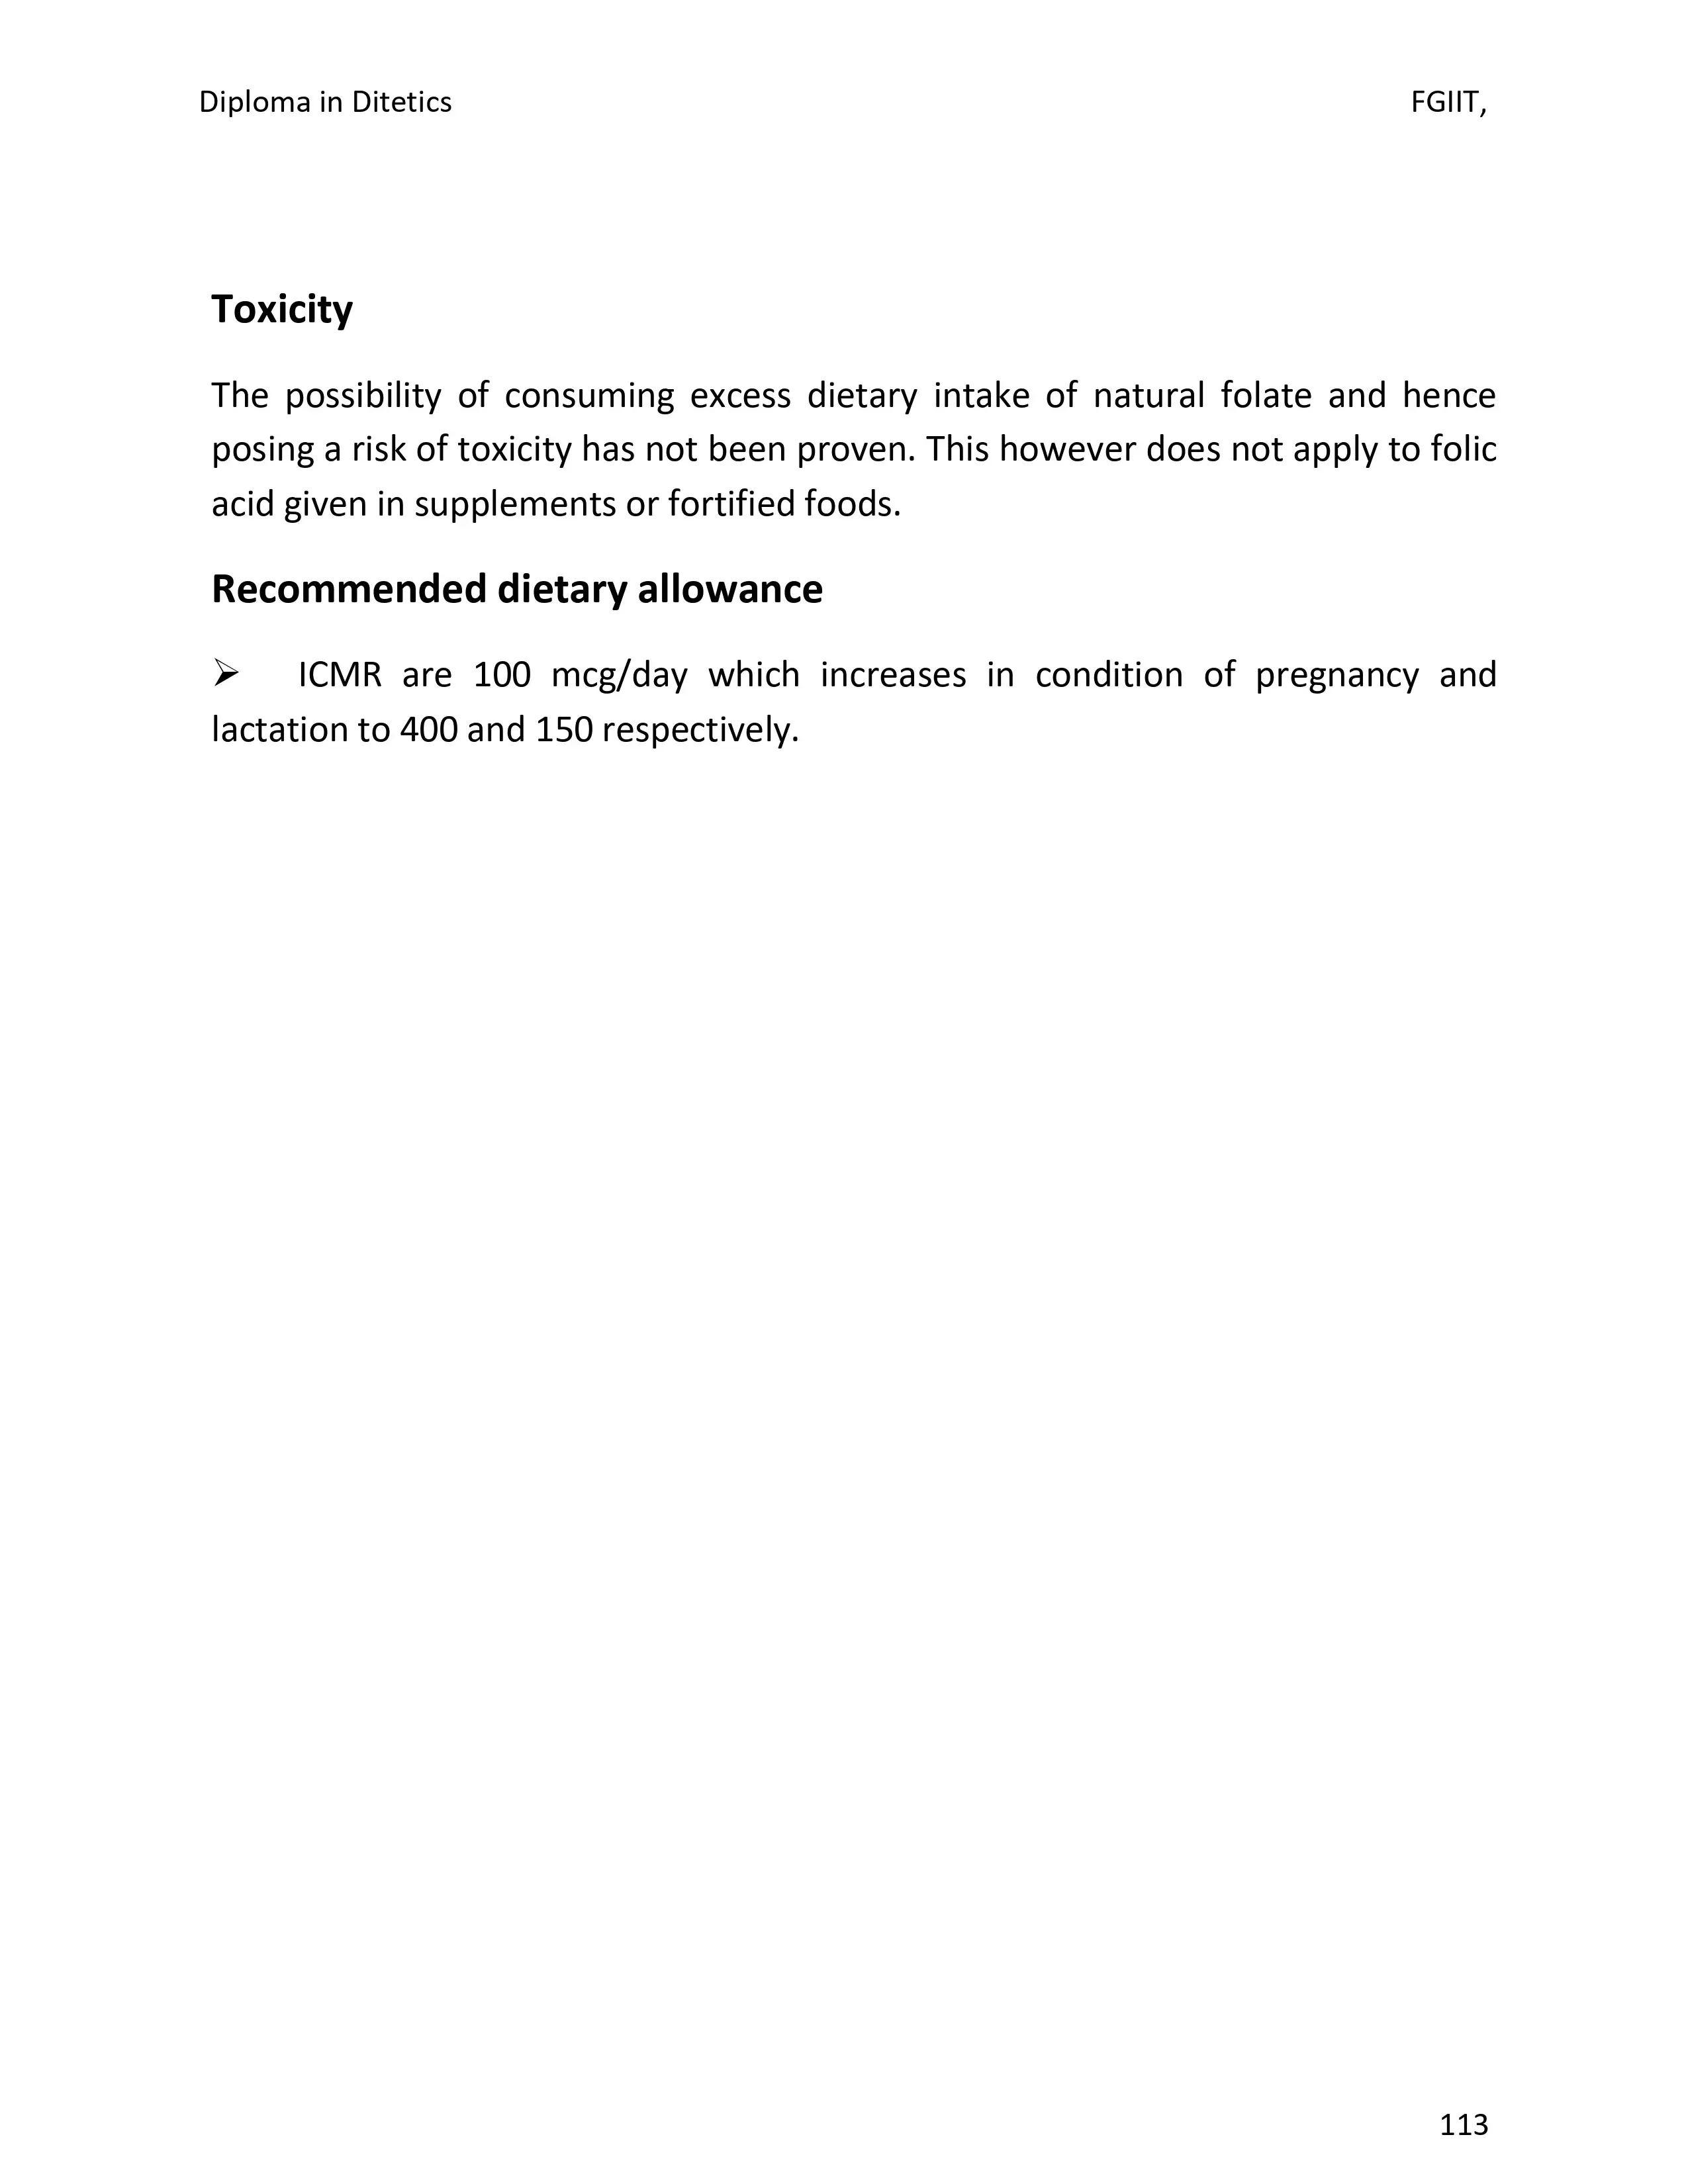 Diploma in Ditetics FGIIT,
Toxicity
The possibility of consuming excess dietary intake of natural folate and hence
posing a risk of toxicity has not been proven. This however does not apply to folic
acid given in supplements or fortified foods.
Recommended dietary allowance
➢ ICMR are 100 mcg/day which increases in condition of pregnancy and
lactation to 400 and 150 respectively.
113